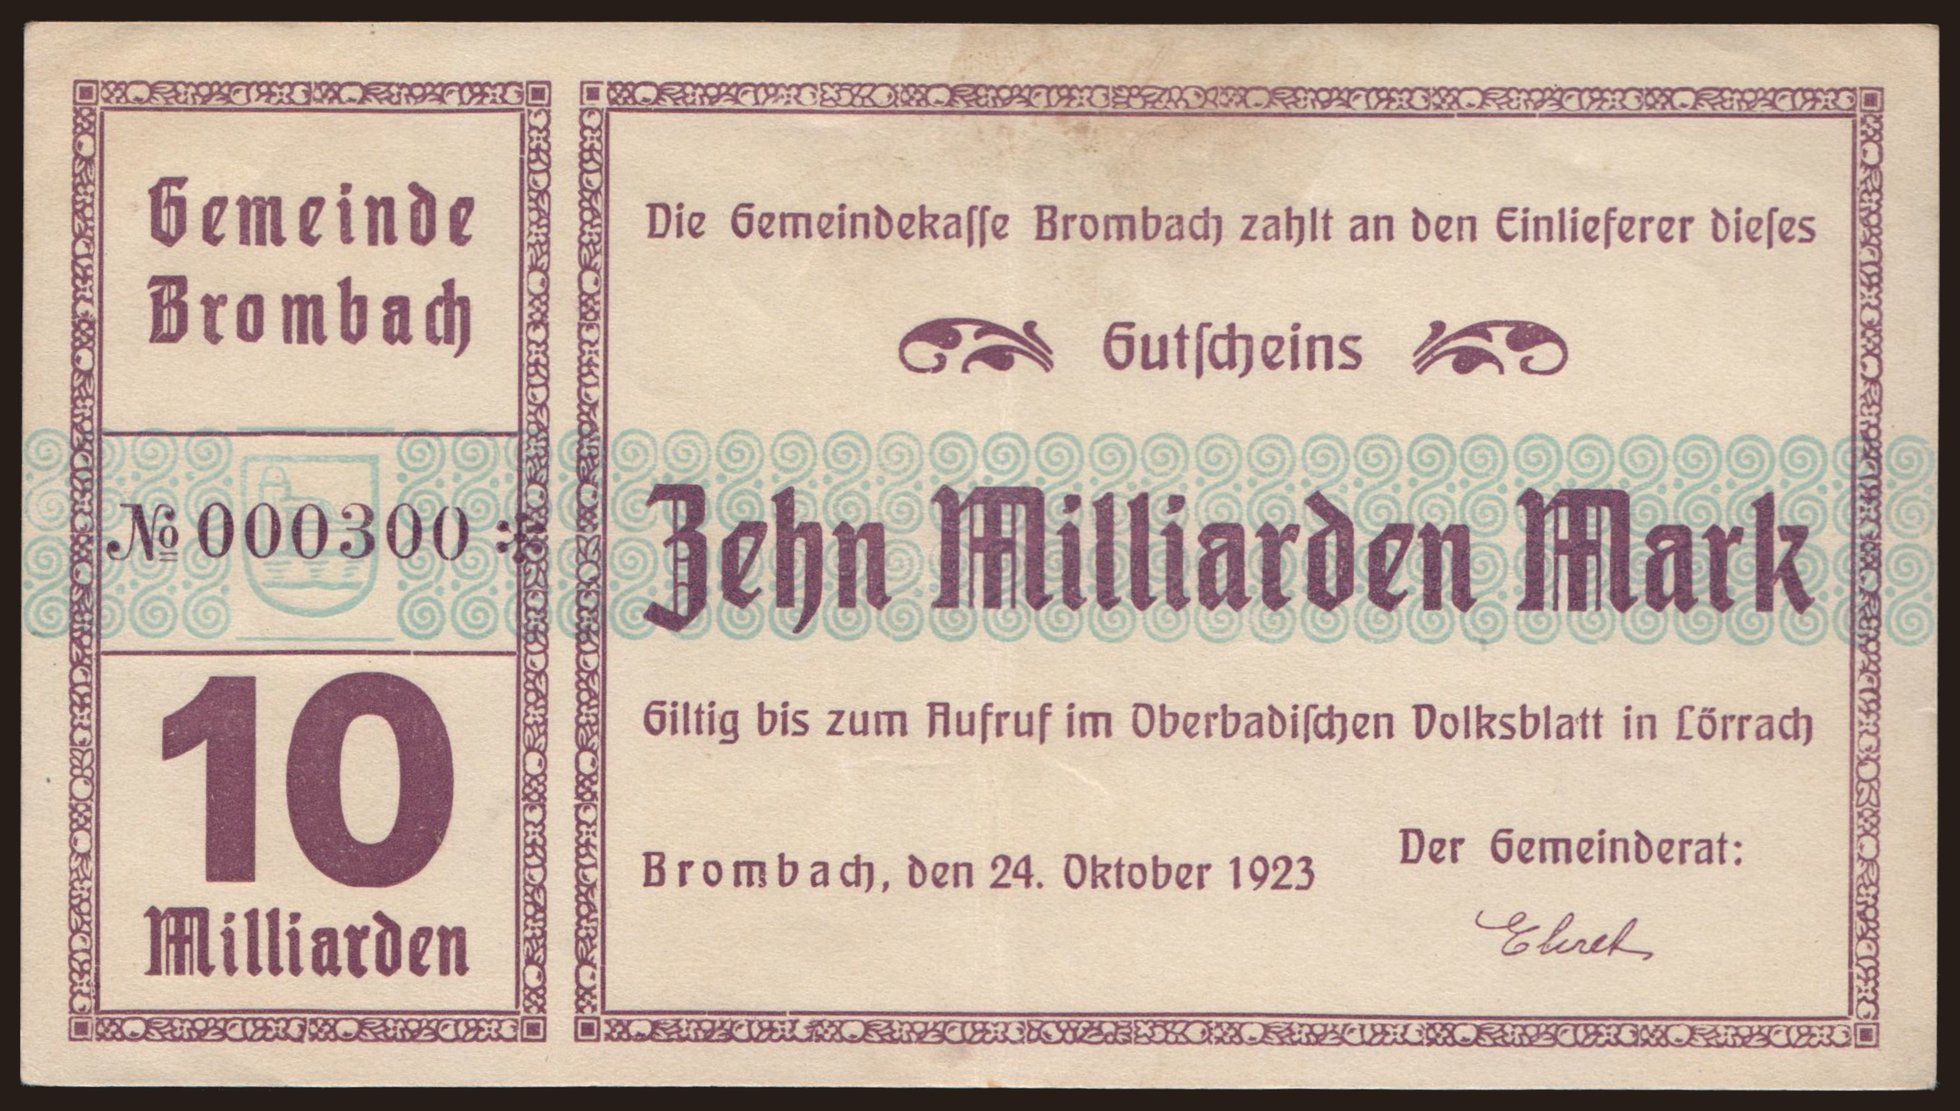 Gemeinde
Brombach
№ 000300 *
10
Milliarden
Die Gemeindekaſſe Brombach zahlt an den Einlieferer dieſes
Gutſcheins
Zehn Milliarden Mark
Giltig bis zum Aufruf im Oberbadiſchen Volksblatt in Lörrach
Brombach, den 24. Oktober 1923
Der Gemeinderat: